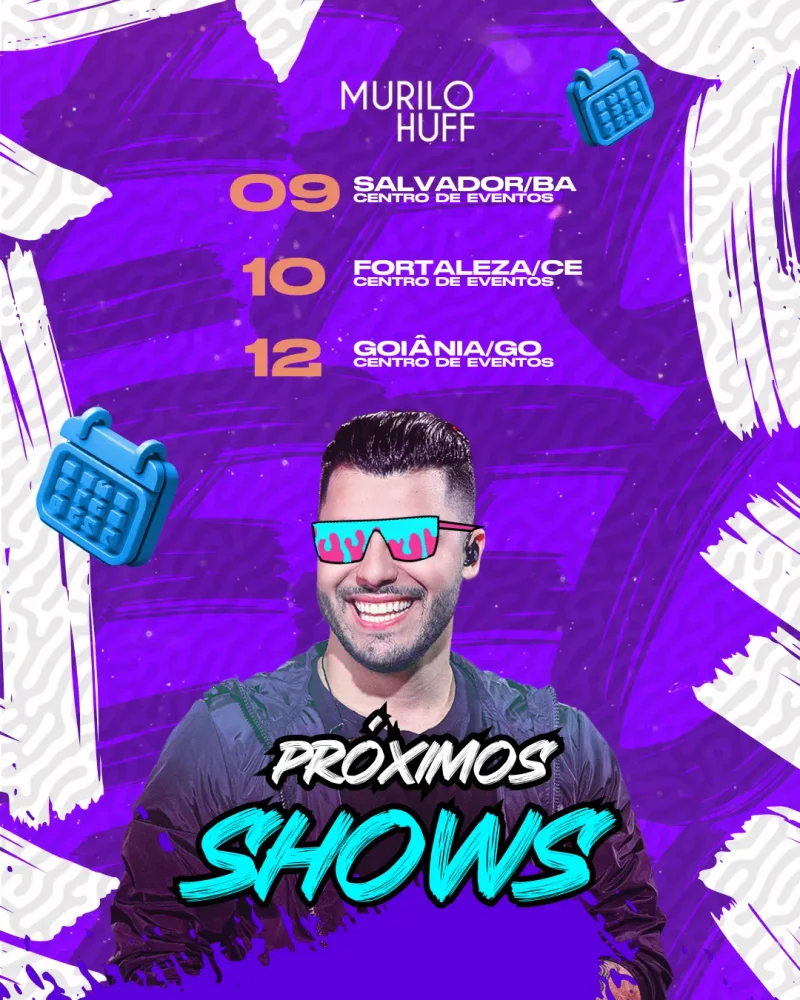 MURILO
HUFF
09 SALVADOR/BA
CENTRO DE EVENTOS
10 FORTALEZA/CE
CENTRO DE EVENTOS
12 GOIÂNIA/GO
CENTRO DE EVENTOS
PRÓXIMOS
SHOWS